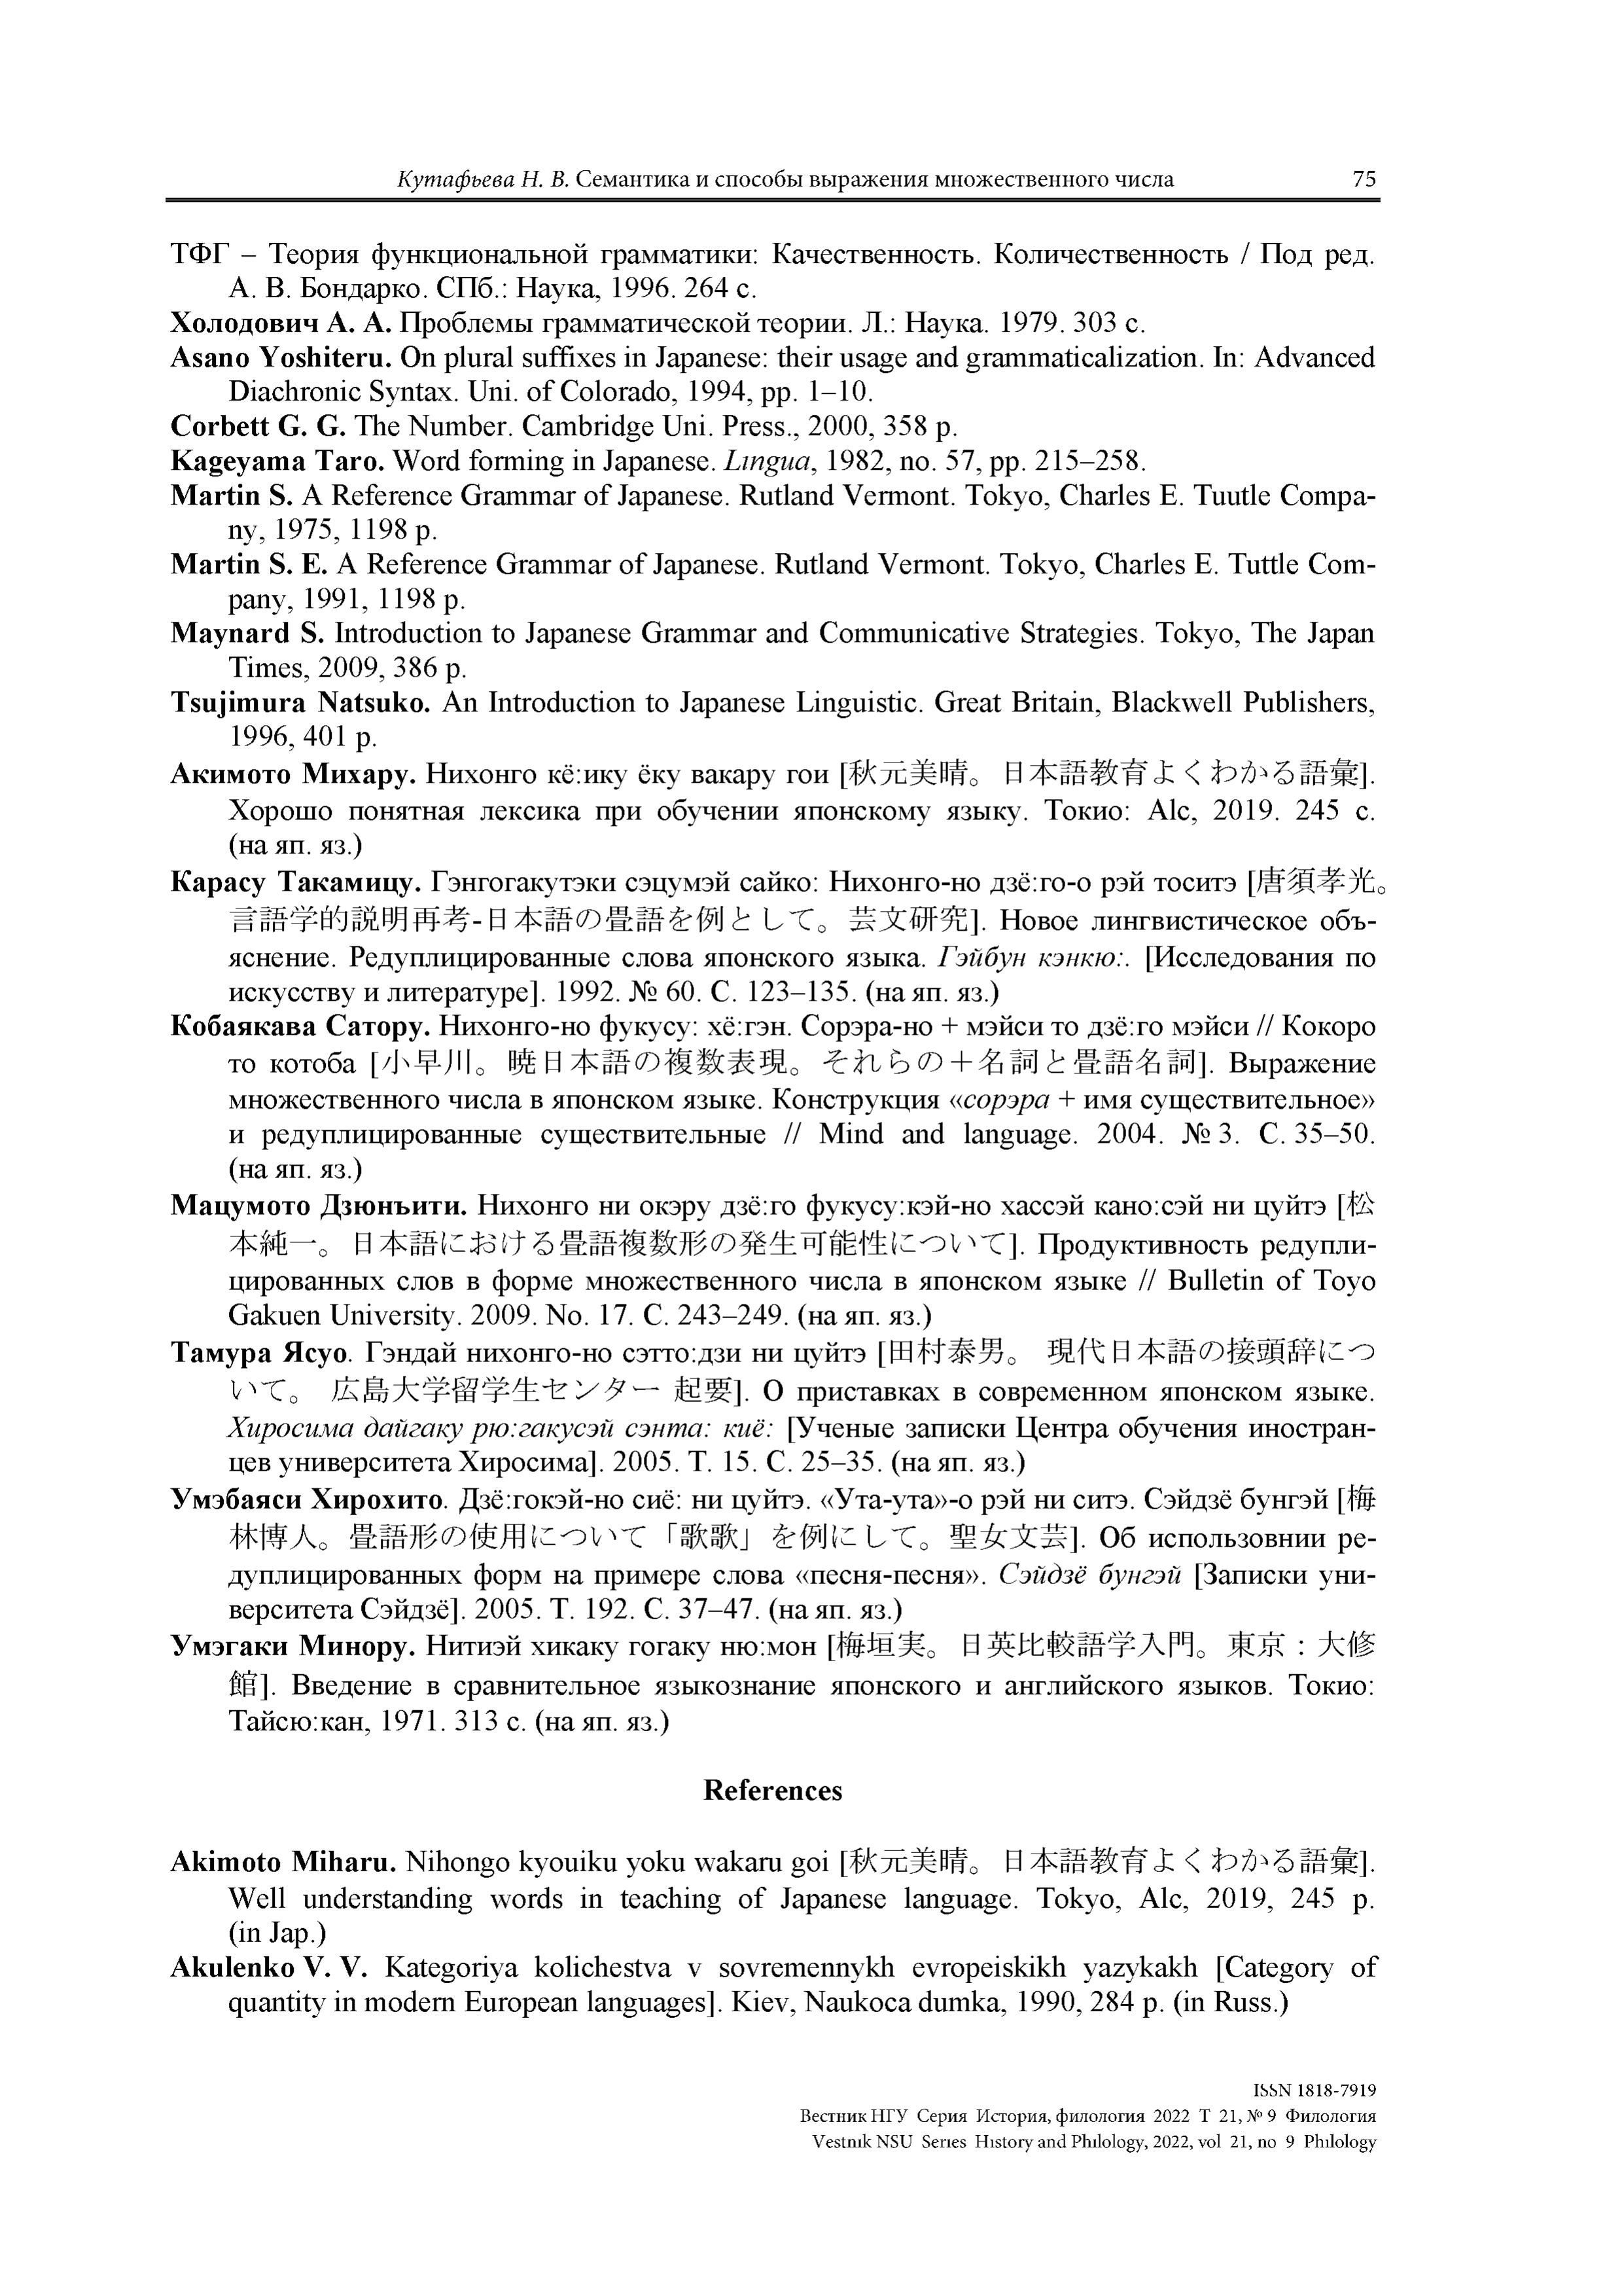 Кутафьева Н. В. Семантика и способы выражения множественного числа 75
ТФГ – Теория функциональной грамматики: Качественность. Количественность / Под ред.
А. В. Бондарко. СПб.: Наука, 1996. 264 с.
Холодович А. А. Проблемы грамматической теории. Л.: Наука. 1979. 303 с.
Asano Yoshiteru. On plural suffixes in Japanese: their usage and grammaticalization. In: Advanced
Diachronic Syntax. Uni. of Colorado, 1994, pp. 1–10.
Corbett G. G. The Number. Cambridge Uni. Press., 2000, 358 p.
Kageyama Taro. Word forming in Japanese. Lingua, 1982, no. 57, pp. 215–258.
Martin S. A Reference Grammar of Japanese. Rutland Vermont. Tokyo, Charles E. Tuutle Compa-
ny, 1975, 1198 p.
Martin S. E. A Reference Grammar of Japanese. Rutland Vermont. Tokyo, Charles E. Tuttle Com-
pany, 1991, 1198 p.
Maynard S. Introduction to Japanese Grammar and Communicative Strategies. Tokyo, The Japan
Times, 2009, 386 p.
Tsujimura Natsuko. An Introduction to Japanese Linguistic. Great Britain, Blackwell Publishers,
1996, 401 p.
Акимото Михару. Нихонго кё:ику ёку вакару гои [秋元美晴。 日本語教育よくわかる語彙].
Хорошо понятная лексика при обучении японскому языку. Токио: Alc, 2019. 245 с.
(на яп. яз.)
Карасу Такамицу. Гэнгогакутэки сэцумэй сайко: Нихонго-но дзё:го-о рэй тоситэ [唐須孝光。
言語学的説明再考-日本語の畳語を例として。芸文研究]. Новое лингвистическое объ-
яснение. Редуплицированные слова японского языка. Гэйбун кэнкю:. [Исследования по
искусству и литературе]. 1992. № 60. С. 123–135. (на яп. яз.)
Кобаякава Сатору. Нихонго-но фукусу: хё:гэн. Сорэра-но + мэйси то дзё:го мэйси // Кокоро
то котоба [小早川。暁日本語の複数表現。それらの＋名詞と畳語名詞]. Выражение
множественного числа в японском языке. Конструкция «сорэра + имя существительное»
и редуплицированные существительные // Mind and language. 2004. № 3. С. 35–50.
(на яп. яз.)
Мацумото Дзюнъити. Нихонго ни окэру дзё:го фукусу:кэй-но хассэй кано:сэй ни цуйтэ [松
本純一。日本語における畳語複数形の発生可能性について]. Продуктивность редупли-
цированных слов в форме множественного числа в японском языке // Bulletin of Toyo
Gakuen University. 2009. No. 17. С. 243–249. (на яп. яз.)
Тамура Ясуо. Гэндай нихонго-но сэтто:дзи ни цуйтэ [田村泰男。 現代日本語の接頭辞につ
いて。 広島大学留学生センター 起要]. О приставках в современном японском языке.
Хиросима дайгаку рю:гакусэй сэнта: киё: [Ученые записки Центра обучения иностран-
цев университета Хиросима]. 2005. Т. 15. С. 25–35. (на яп. яз.)
Умэбаяси Хирохито. Дзё:гокэй-но сиё: ни цуйтэ. «Ута-ута»-о рэй ни ситэ. Сэйдзё бунгэй [梅
林博人。畳語形の使用について「歌歌」を例にして。聖女文芸]. Об использовнии ре-
дуплицированных форм на примере слова «песня-песня». Сэйдзё бунгэй [Записки уни-
верситета Сэйдзё]. 2005. Т. 192. С. 37–47. (на яп. яз.)
Умэгаки Минору. Нитиэй хикаку гогаку ню:мон [梅垣実。日英比較語学入門。東京：大修
館]. Введение в сравнительное языкознание японского и английского языков. Токио:
Тайсю:кан, 1971. 313 с. (на яп. яз.)
References
Akimoto Miharu. Nihongo kyouiku yoku wakaru goi [秋元美晴。 日本語教育よくわかる語彙].
Well understanding words in teaching of Japanese language. Tokyo, Alc, 2019, 245 p.
(in Jap.)
Akulenko V. V. Kategoriya kolichestva v sovremennykh evropeiskikh yazykakh [Category of
quantity in modern European languages]. Kiev, Naukoca dumka, 1990, 284 p. (in Russ.)
ISSN 1818-7919
Вестник НГУ Серия История, филология 2022 Т 21, № 9 Филология
Vestnik NSU Series History and Philology, 2022, vol 21, no 9 Philology